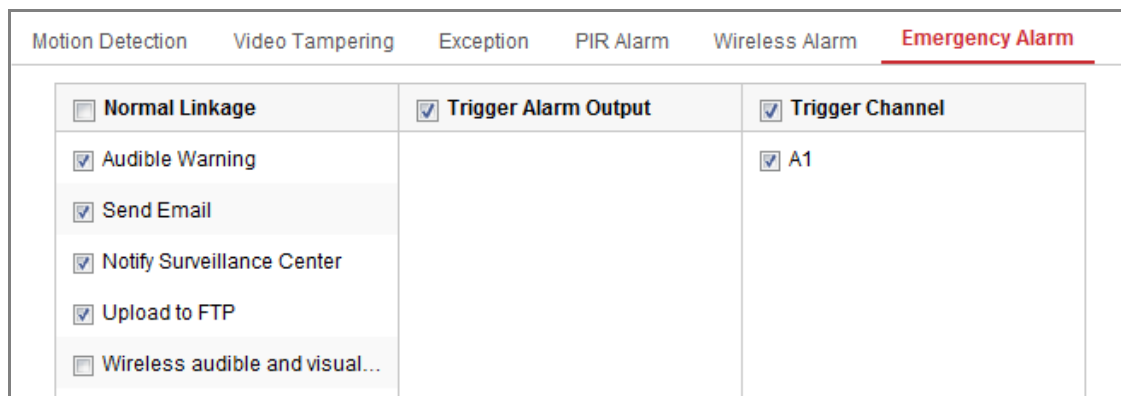 Motion Detection Video Tampering Exception PIR Alarm Wireless Alarm Emergency Alarm
Normal Linkage Trigger Alarm Output Trigger Channel
Audible Warning A1
Send Email
Notify Surveillance Center
Upload to FTP
Wireless audible and visual...